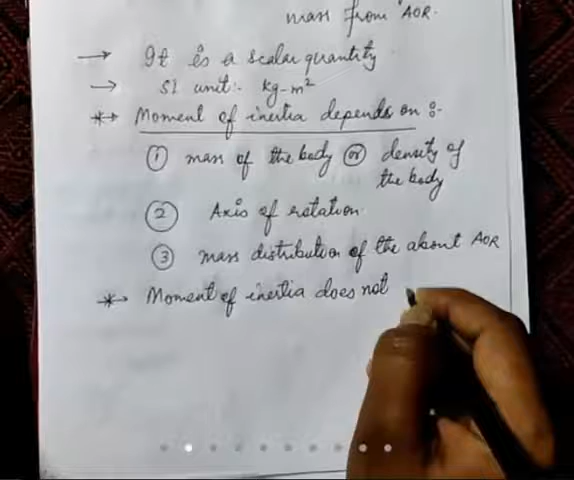 mass from AOR.
→ It is a scalar quantity
→ SI unit:- kg-m²
*→ Moment of inertia depends on :-
① mass of the body or density of
the body
② Axis of rotation
③ mass distribution of the about AOR
*→ Moment of inertia does not